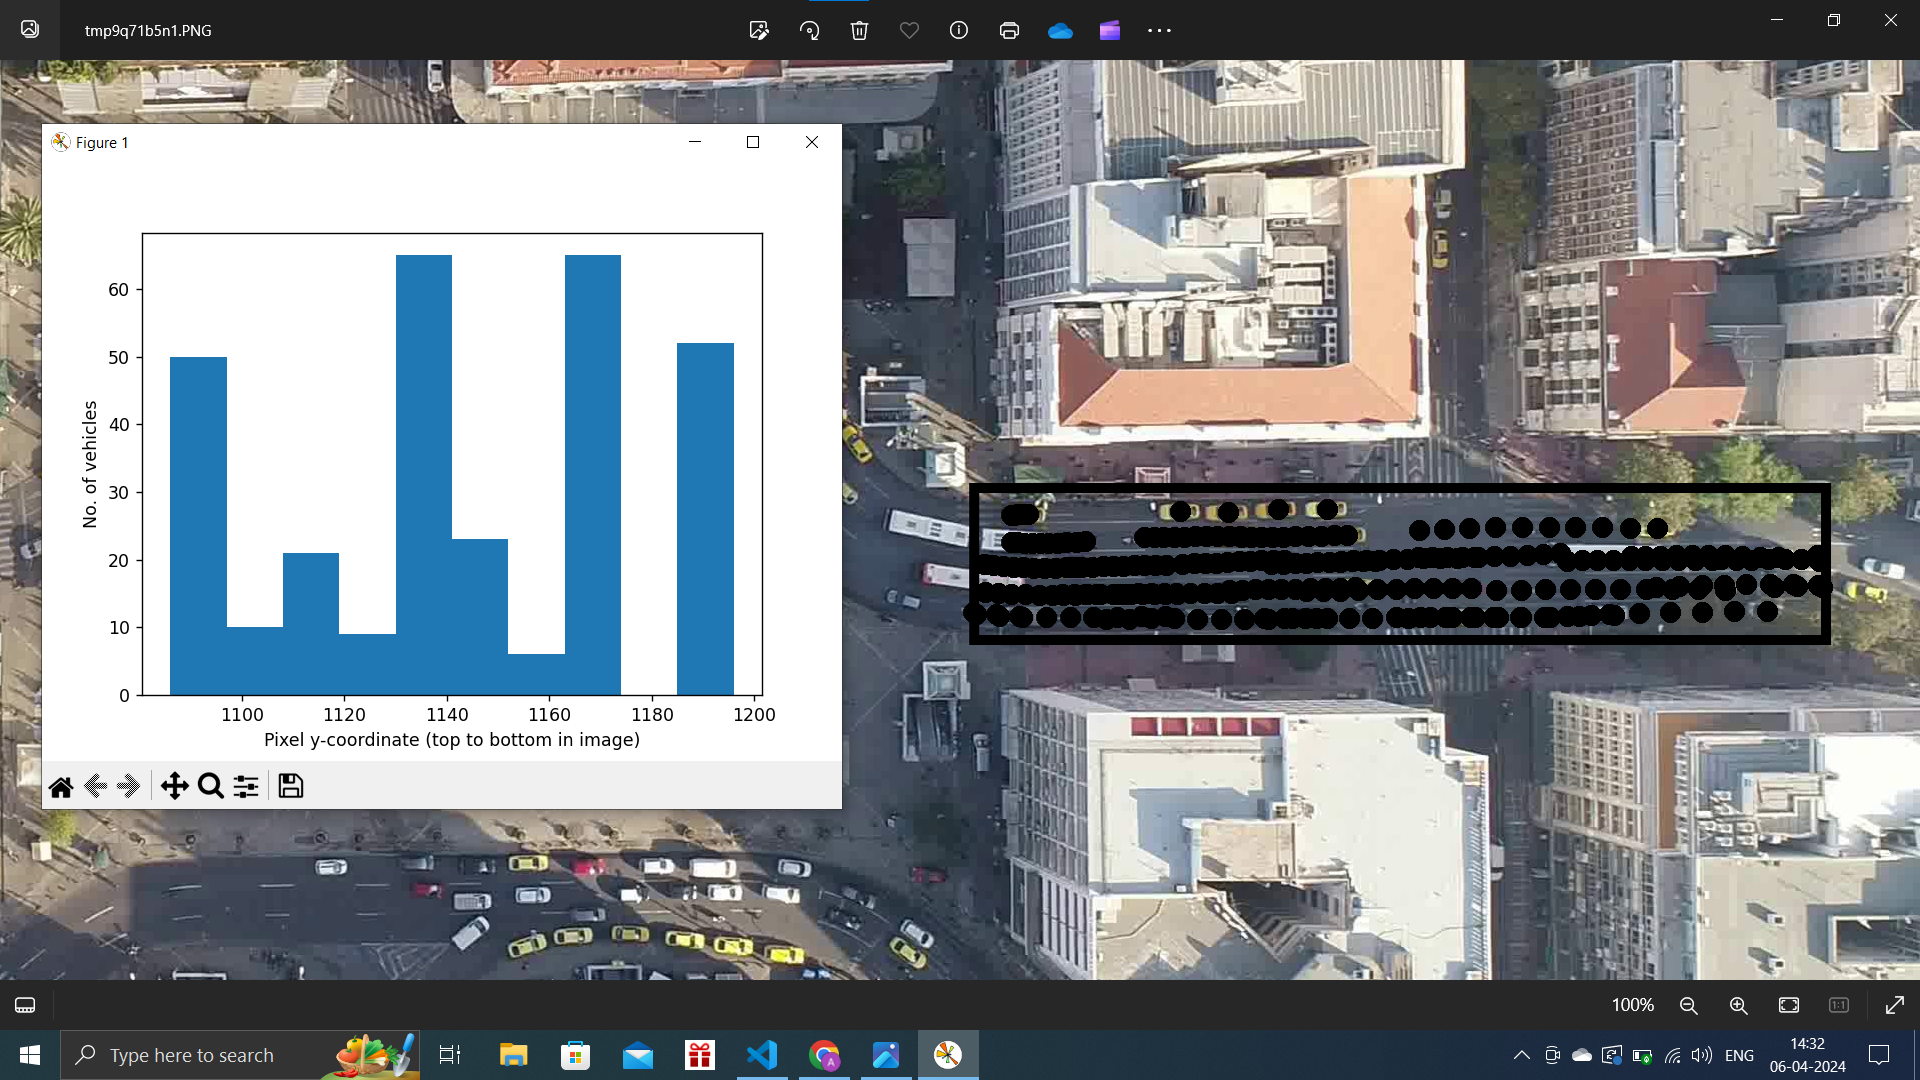 tmp9q71b5n1.PNG
Figure 1
60
50
40
30
20
10
0
No. of vehicles
1100 1120 1140 1160 1180 1200
Pixel y-coordinate (top to bottom in image)
100%
1:1
Type here to search
A
ENG
14:32
06-04-2024